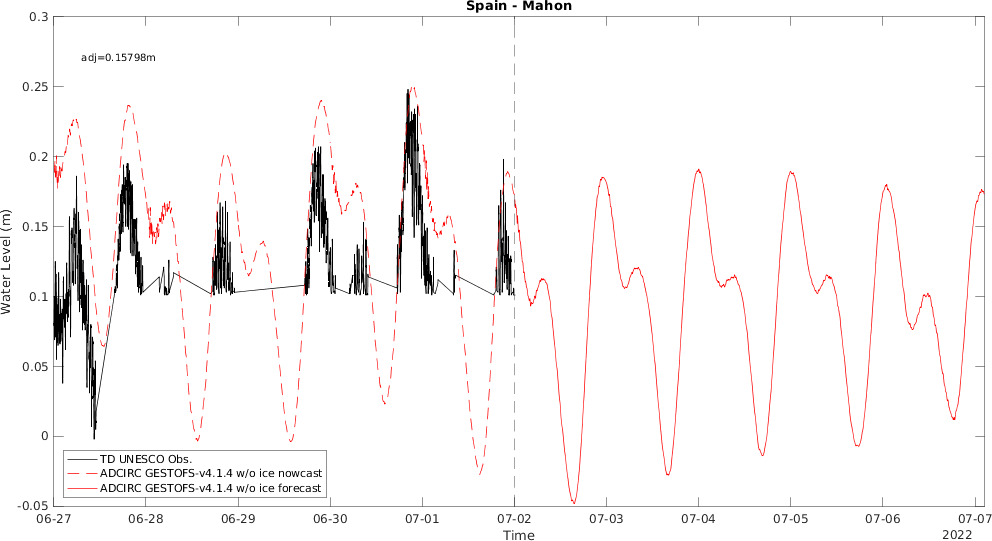 Spain - Mahon
adj=0.15798m
Water Level (m)
0.3
0.25
0.2
0.15
0.1
0.05
0
-0.05
TD UNESCO Obs.
ADCIRC GESTOFS-v4.1.4 w/o ice nowcast
ADCIRC GESTOFS-v4.1.4 w/o ice forecast
06-27 06-28 06-29 06-30 07-01 07-02 07-03 07-04 07-05 07-06 07-07
Time
2022